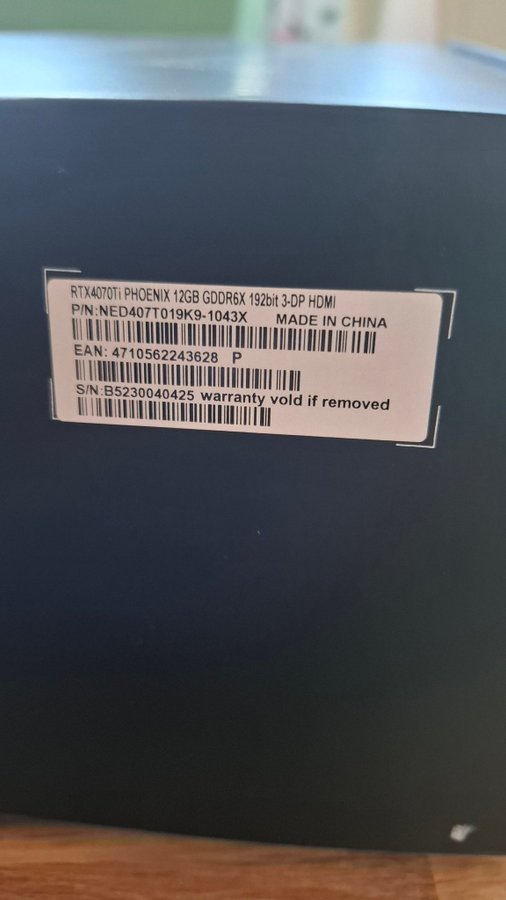 RTX4070Ti PHOENIX 12GB GDDR6X 192bit 3-DP HDMI
P/N:NED407T019K9-1043X MADE IN CHINA
EAN: 4710562243628 P
S/N:B5230040425 warranty vold if removed